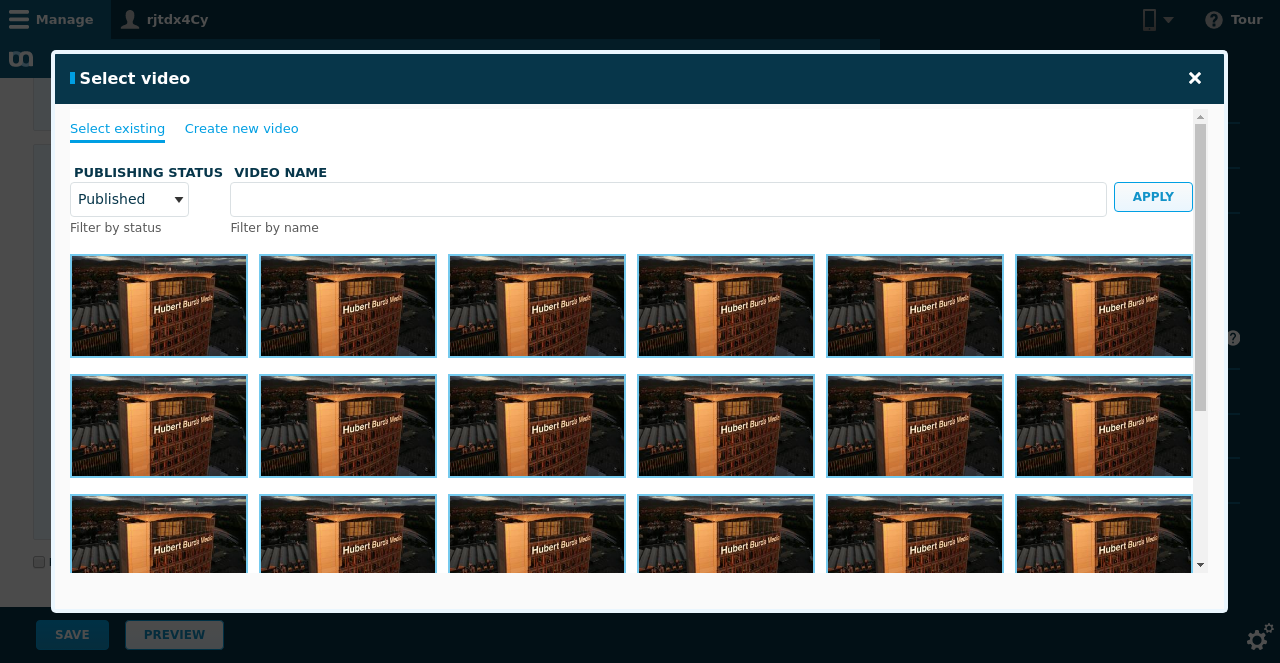 Manage rjtdx4Cy Tour
Select video
Select existing Create new video
PUBLISHING STATUS VIDEO NAME
Published APPLY
Filter by status Filter by name
Hubert Burda Media Hubert Burda Media Hubert Burda Media Hubert Burda Media Hubert Burda Media Hubert Burda Media
Hubert Burda Media Hubert Burda Media Hubert Burda Media Hubert Burda Media Hubert Burda Media Hubert Burda Media
Hubert Burda Media Hubert Burda Media Hubert Burda Media Hubert Burda Media Hubert Burda Media Hubert Burda Media
SAVE PREVIEW